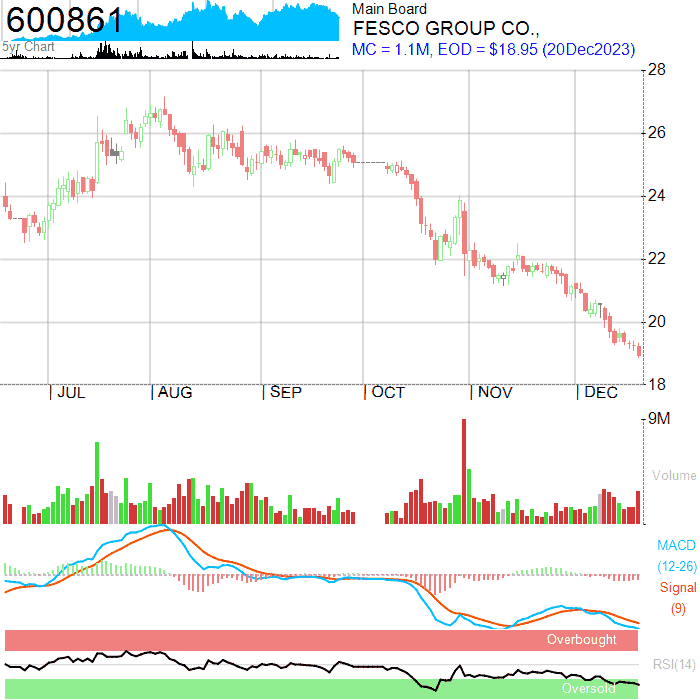 600861
5yr Chart
Main Board
FESCO GROUP CO.,
MC = 1.1M, EOD = $18.95 (20Dec2023)
28
26
24
22
20
18
JUL
AUG
SEP
OCT
NOV
DEC
9M
Volume
MACD
(12-26)
Signal
(9)
Overbought
RSI(14)
Oversold